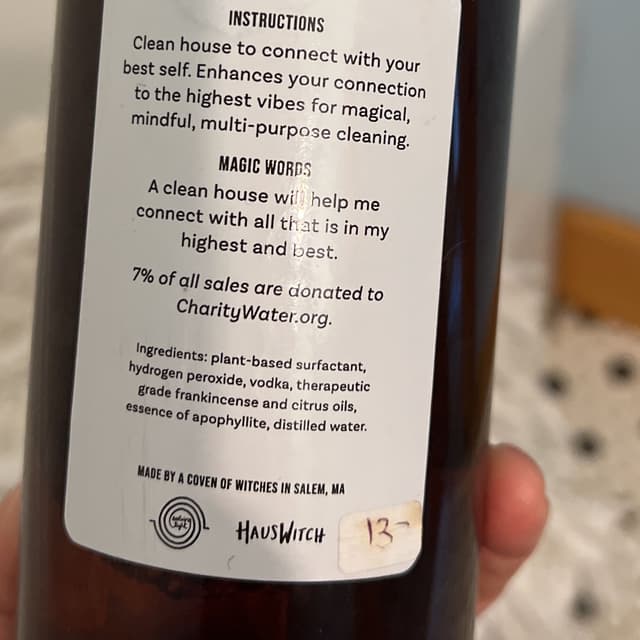 INSTRUCTIONS
Clean house to connect with your
best self. Enhances your connection
to the highest vibes for magical,
mindful, multi-purpose cleaning.
MAGIC WORDS
A clean house will help me
connect with all that is in my
highest and best.
7% of all sales are donated to
CharityWater.org.
Ingredients: plant-based surfactant,
hydrogen peroxide, vodka, therapeutic
grade frankincense and citrus oils,
essence of apophyllite, distilled water.
MADE BY A COVEN OF WITCHES IN SALEM, MA
HAUSWITCH
13-